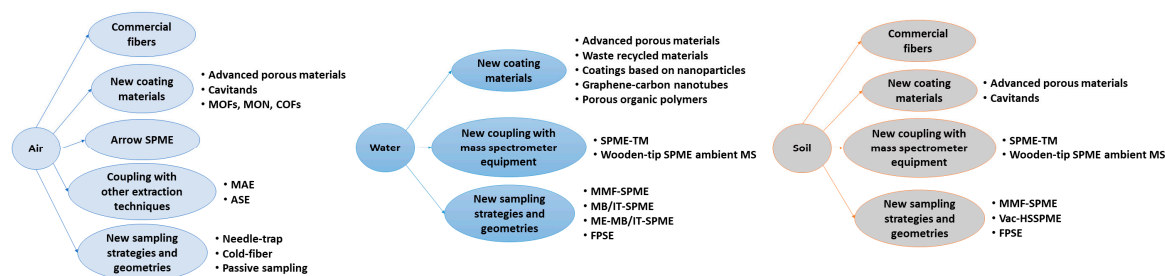 Air
Commercial
fibers
New coating
materials
• Advanced porous materials
• Cavitands
• MOFs, MON, COFs
Arrow SPME
Coupling with
other extraction
techniques
• MAE
• ASE
New sampling
strategies and
geometries
• Needle-trap
• Cold-fiber
• Passive sampling
Water
New coating
materials
• Advanced porous materials
• Waste recycled materials
• Coatings based on nanoparticles
• Graphene-carbon nanotubes
• Porous organic polymers
New coupling with
mass spectrometer
equipment
• SPME-TM
• Wooden-tip SPME ambient MS
New sampling
strategies and
geometries
• MMF-SPME
• MB/IT-SPME
• ME-MB/IT-SPME
• FPSE
Soil
Commercial
fibers
New coating
materials
• Advanced porous materials
• Cavitands
New coupling with
mass spectrometer
equipment
• SPME-TM
• Wooden-tip SPME ambient MS
New sampling
strategies and
geometries
• MMF-SPME
• Vac-HSSPME
• FPSE